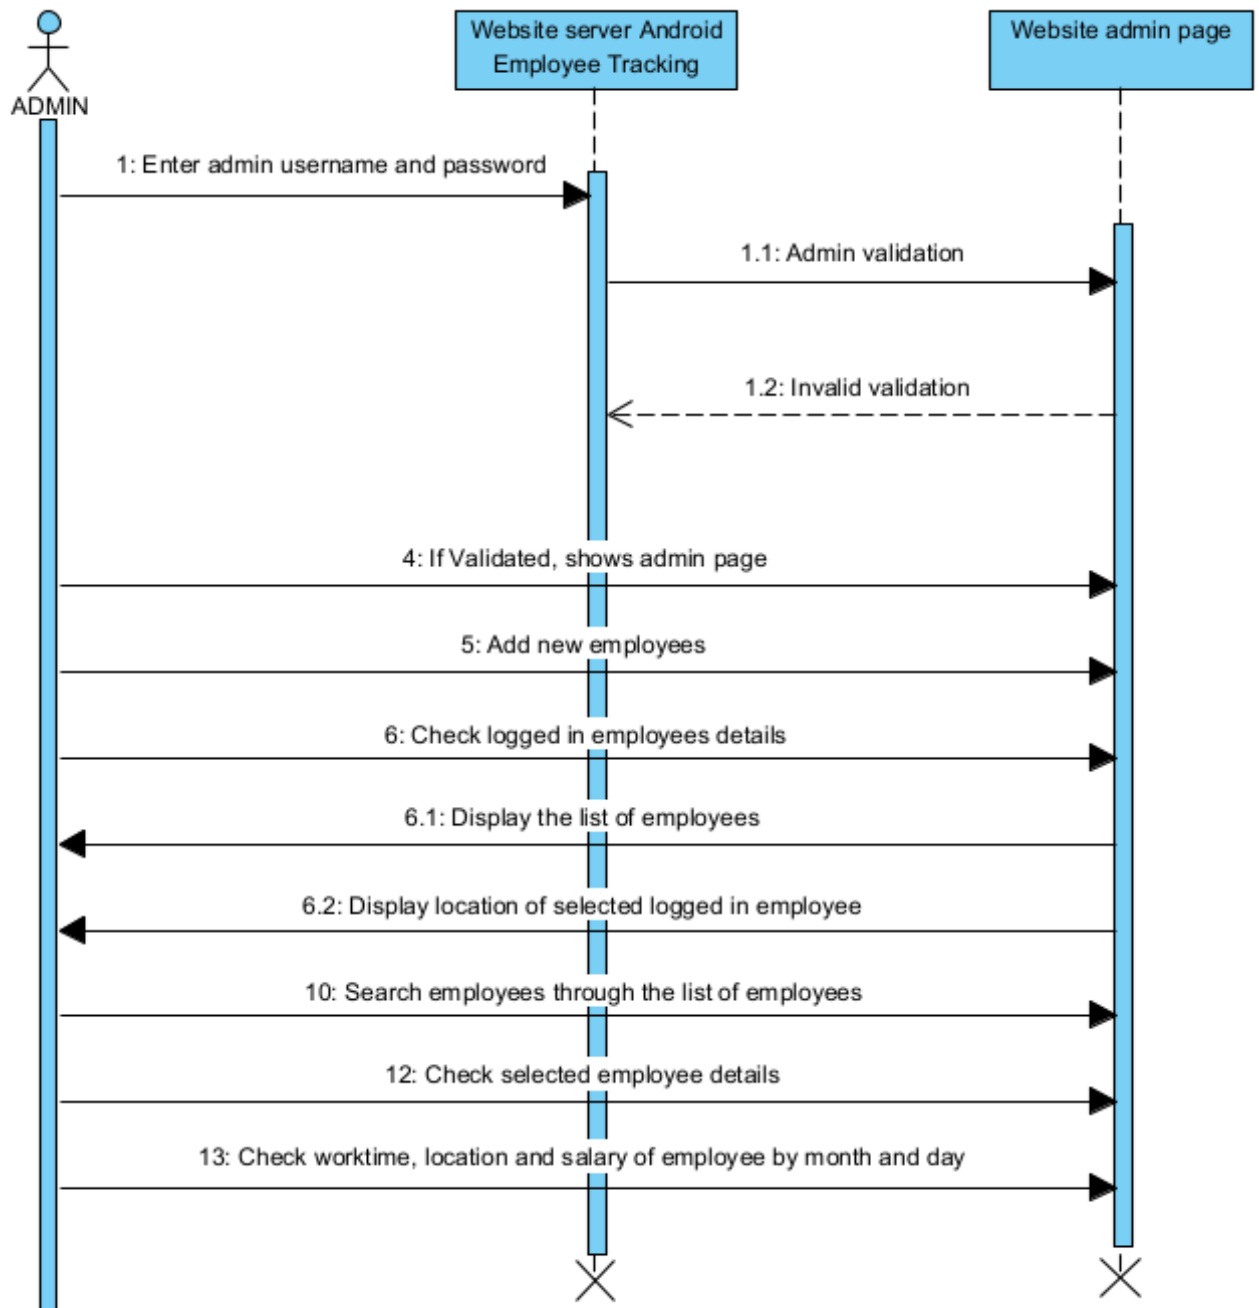 Website server Android
Employee Tracking
Website admin page
ADMIN
1: Enter admin username and password
1.1: Admin validation
1.2: Invalid validation
4: If Validated, shows admin page
5: Add new employees
6: Check logged in employees details
6.1: Display the list of employees
6.2: Display location of selected logged in employee
10: Search employees through the list of employees
12: Check selected employee details
13: Check worktime, location and salary of employee by month and day